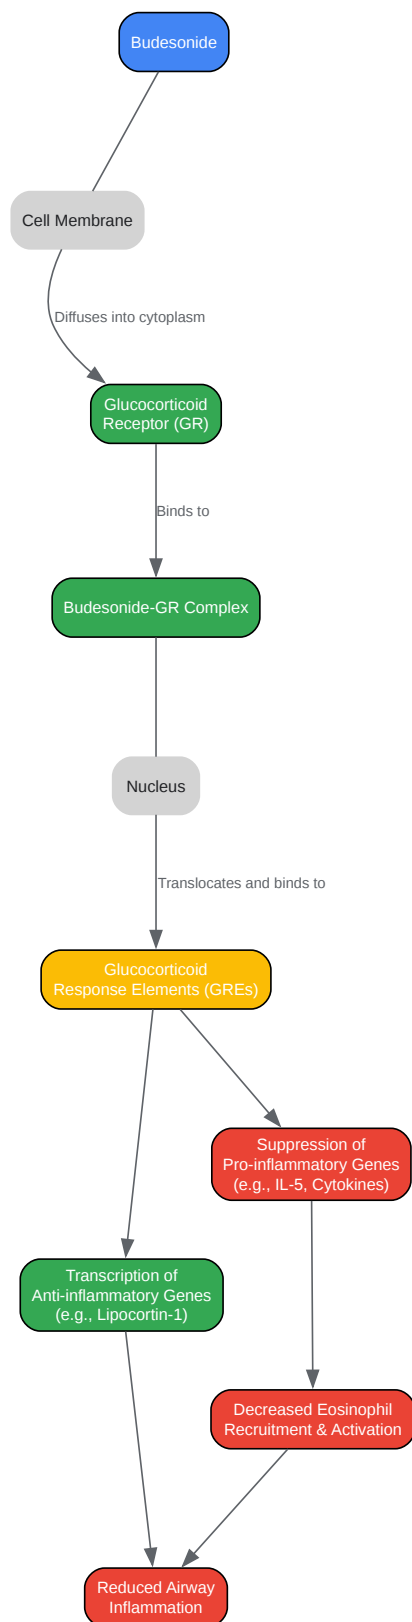 Budesonide
Cell Membrane
Diffuses into cytoplasm
Glucocorticoid
Receptor (GR)
Binds to
Budesonide-GR Complex
Nucleus
Translocates and binds to
Glucocorticoid
Response Elements (GREs)
Suppression of
Pro-inflammatory Genes
(e.g., IL-5, Cytokines)
Transcription of
Anti-inflammatory Genes
(e.g., Lipocortin-1)
Decreased Eosinophil
Recruitment & Activation
Reduced Airway
Inflammation